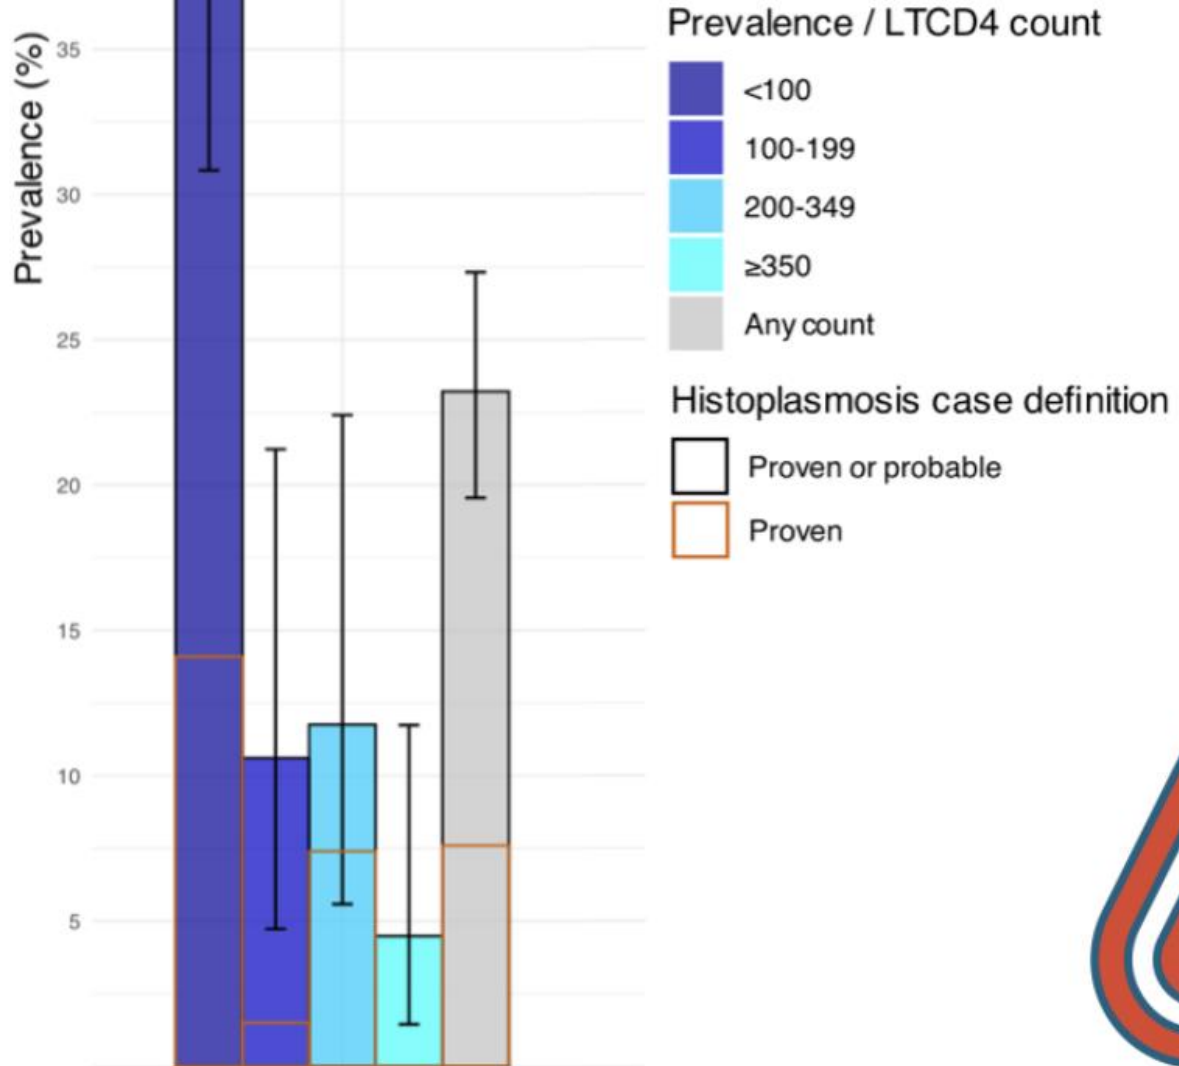 Prevalence (%)
35
30
25
20
15
10
5
Prevalence / LTCD4 count
<100
100-199
200-349
≥350
Any count
Histoplasmosis case definition
Proven or probable
Proven